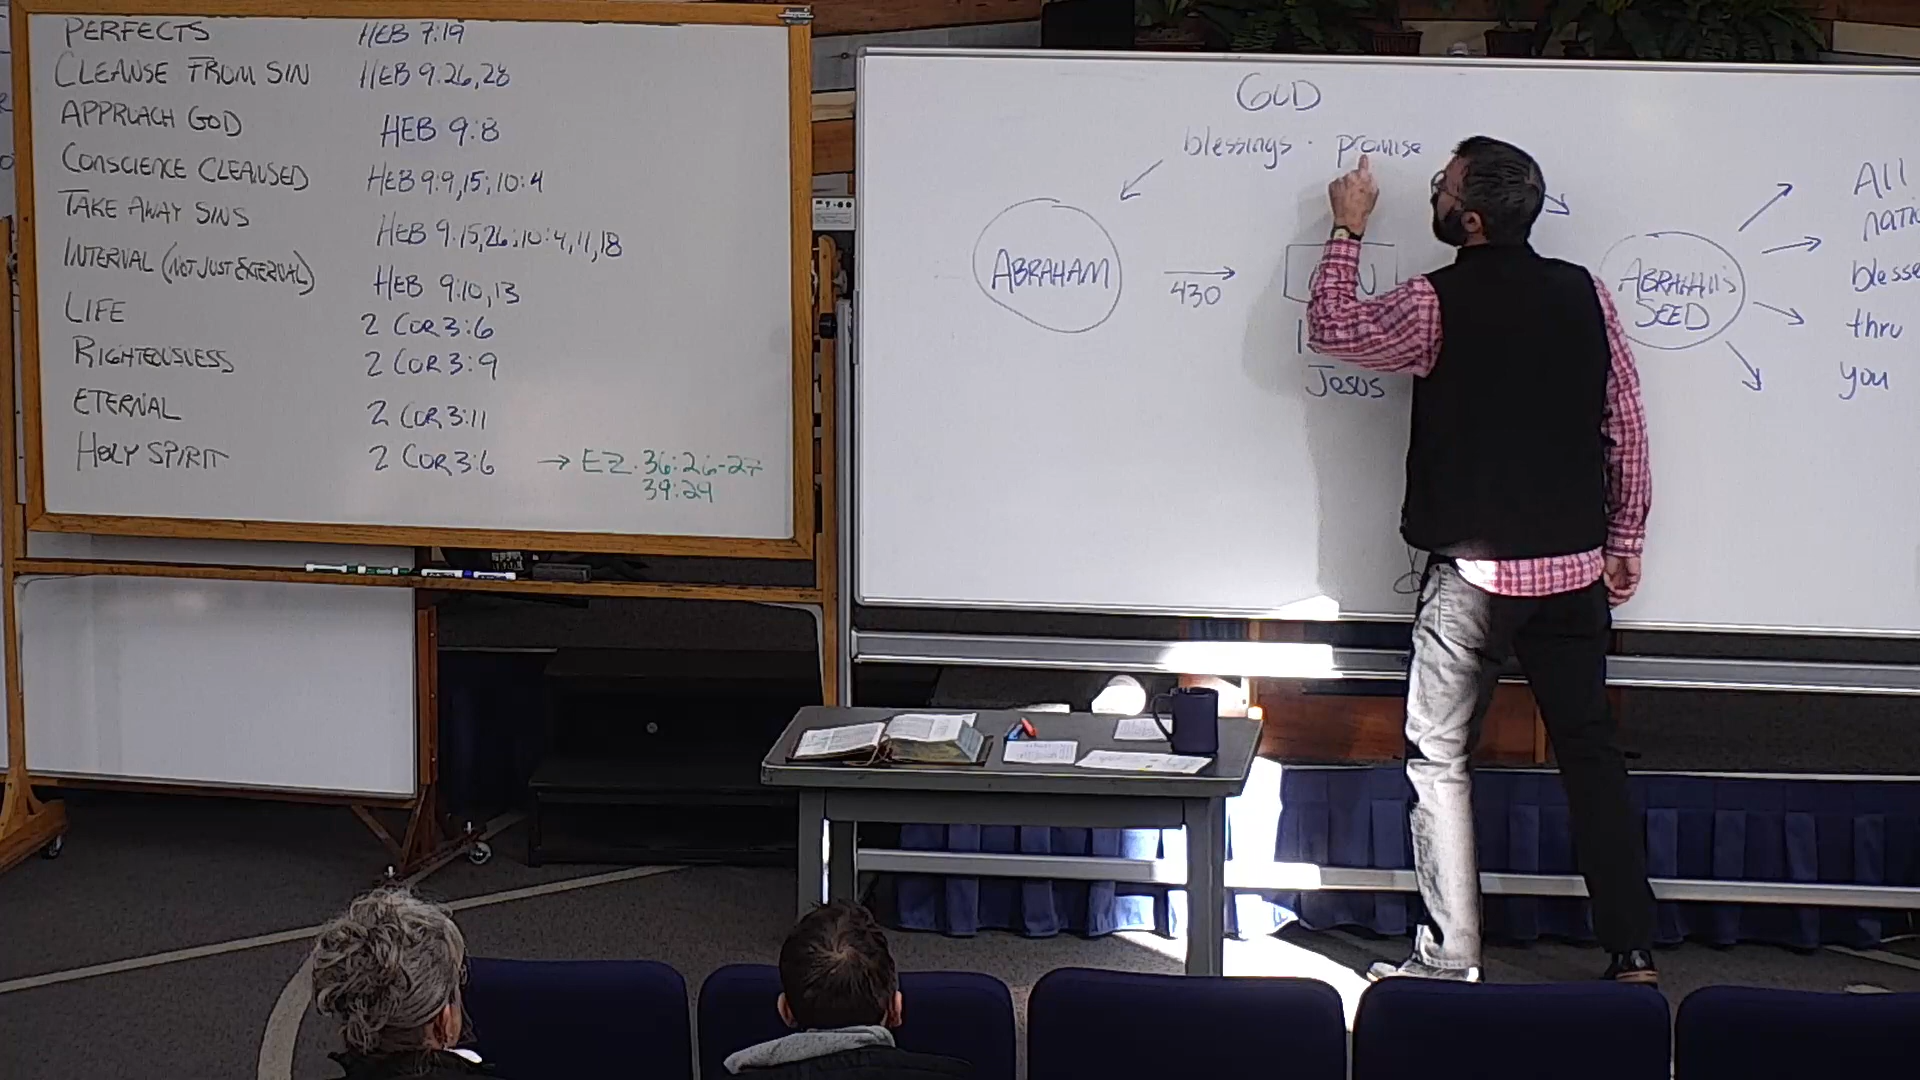 PERFECTS HEB 7:19
CLEANSE FROM SIN HEB 9:26,28
APPROACH GOD HEB 9:8
CONSCIENCE CLEANSED HEB 9:9,15; 10:4
TAKE AWAY SINS HEB 9:15,26; 10:4,11,18
INTERNAL (NOT JUST EXTERNAL) HEB 9:10,13
LIFE 2 COR 3:6
RIGHTEOUSNESS 2 COR 3:9
ETERNAL 2 COR 3:11
HOLY SPIRIT 2 COR 3:6 → EZ. 36:26-27
39:29
GOD
blessings · promise
ABRAHAM
430
Jesus
ABRAHAM'S
SEED
All
thru
you